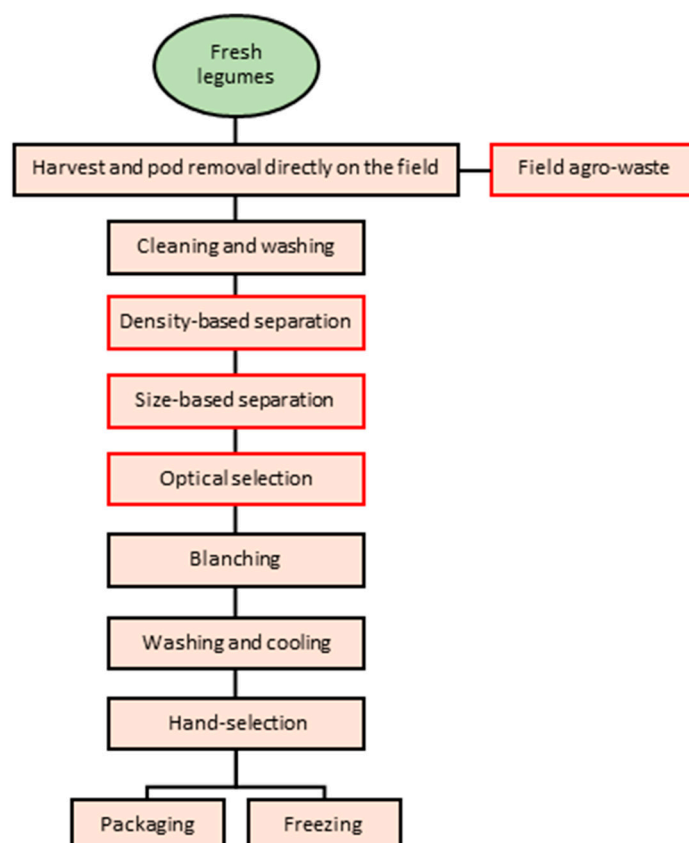 Fresh
legumes
Harvest and pod removal directly on the field
Field agro-waste
Cleaning and washing
Density-based separation
Size-based separation
Optical selection
Blanching
Washing and cooling
Hand-selection
Packaging
Freezing